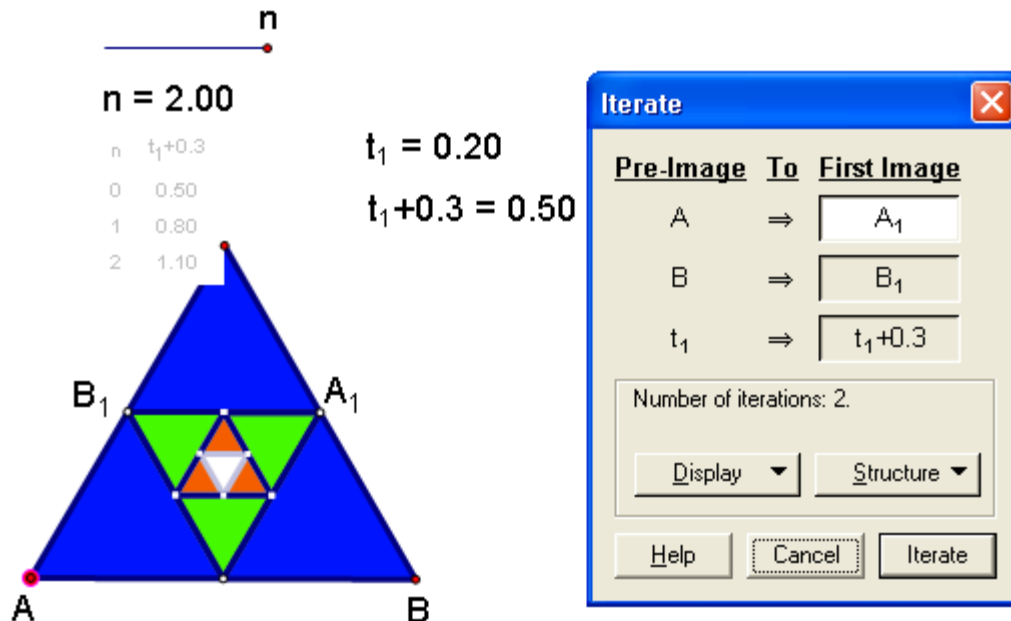 n
n = 2.00
n t₁+0.3
0 0.50
1 0.80
2 1.10
t₁ = 0.20
t₁+0.3 = 0.50
B₁
A₁
A
B
Iterate
Pre-Image To First Image
A ⇒ A₁
B ⇒ B₁
t₁ ⇒ t₁+0.3
Number of iterations: 2.
Display Structure
Help Cancel Iterate